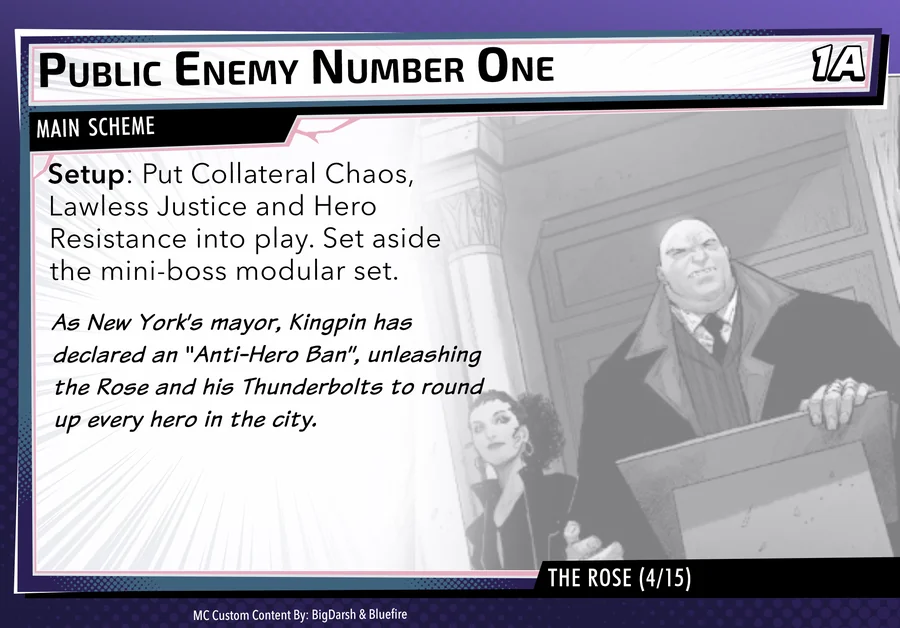 Public Enemy Number One
1A
MAIN SCHEME
Setup: Put Collateral Chaos,
Lawless Justice and Hero
Resistance into play. Set aside
the mini-boss modular set.
As New York's mayor, Kingpin has
declared an "Anti-Hero Ban", unleashing
the Rose and his Thunderbolts to round
up every hero in the city.
THE ROSE (4/15)
MC Custom Content By: BigDarsh & Bluefire